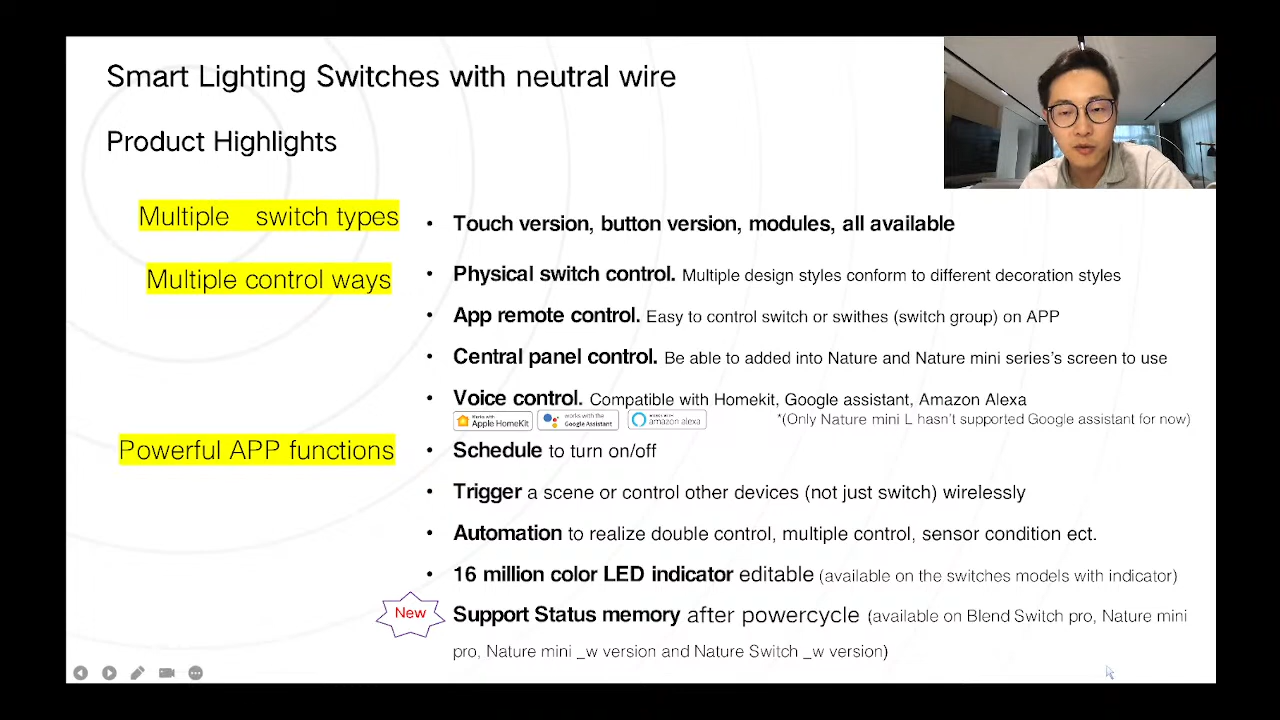 Smart Lighting Switches with neutral wire
Product Highlights
Multiple switch types
• Touch version, button version, modules, all available
Multiple control ways
• Physical switch control. Multiple design styles conform to different decoration styles
• App remote control. Easy to control switch or swithes (switch group) on APP
• Central panel control. Be able to added into Nature and Nature mini series's screen to use
• Voice control. Compatible with Homekit, Google assistant, Amazon Alexa
Works with Apple HomeKit works with the Google Assistant amazon alexa
*(Only Nature mini L hasn't supported Google assistant for now)
Powerful APP functions
• Schedule to turn on/off
• Trigger a scene or control other devices (not just switch) wirelessly
• Automation to realize double control, multiple control, sensor condition ect.
• 16 million color LED indicator editable (available on the switches models with indicator)
New
Support Status memory after powercycle (available on Blend Switch pro, Nature mini
pro, Nature mini _w version and Nature Switch _w version)